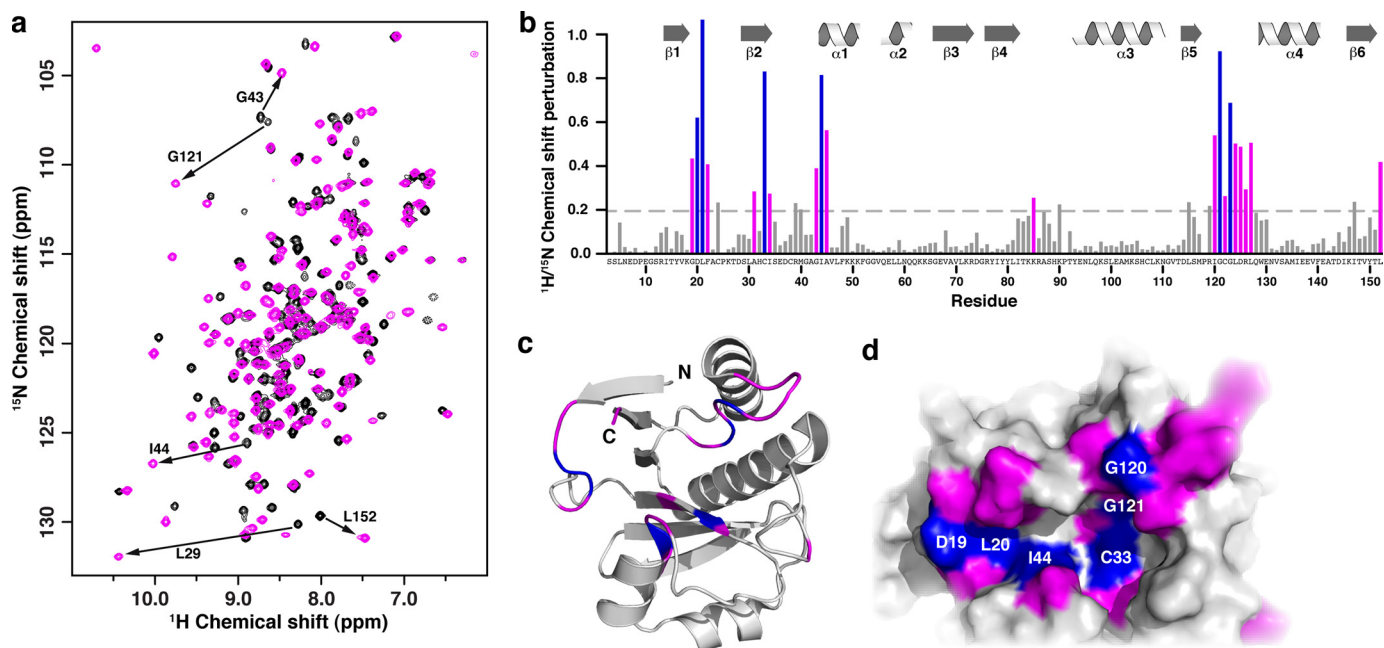 a
105
110
115
120
125
130
¹⁵N Chemical shift (ppm)
10.0 9.0 8.0 7.0
¹H Chemical shift (ppm)
G43
G121
I44
L152
L29
b
β1 β2 α1 α2 β3 β4 α3 β5 α4 β6
1.0
0.8
0.6
0.4
0.2
0.0
¹H/¹⁵N Chemical shift perturbation
SSLNEDPEGSRITYVKGDLFACPKTDSLAHCISEDCRMGAGIAVLFKKKFGGVQELLNQQKKSGEVAVLKRDGRYIYYLITKKRASHKPTYENLQKSLEAMKSHCLKNGVTDLSMPRIGCGLDRLQWENVSAMIEEVFEATDIKITVYTL
10 20 30 40 50 60 70 80 90 100 110 120 130 140 150
Residue
c
N
C
d
G120
G121
D19 L20 I44 C33